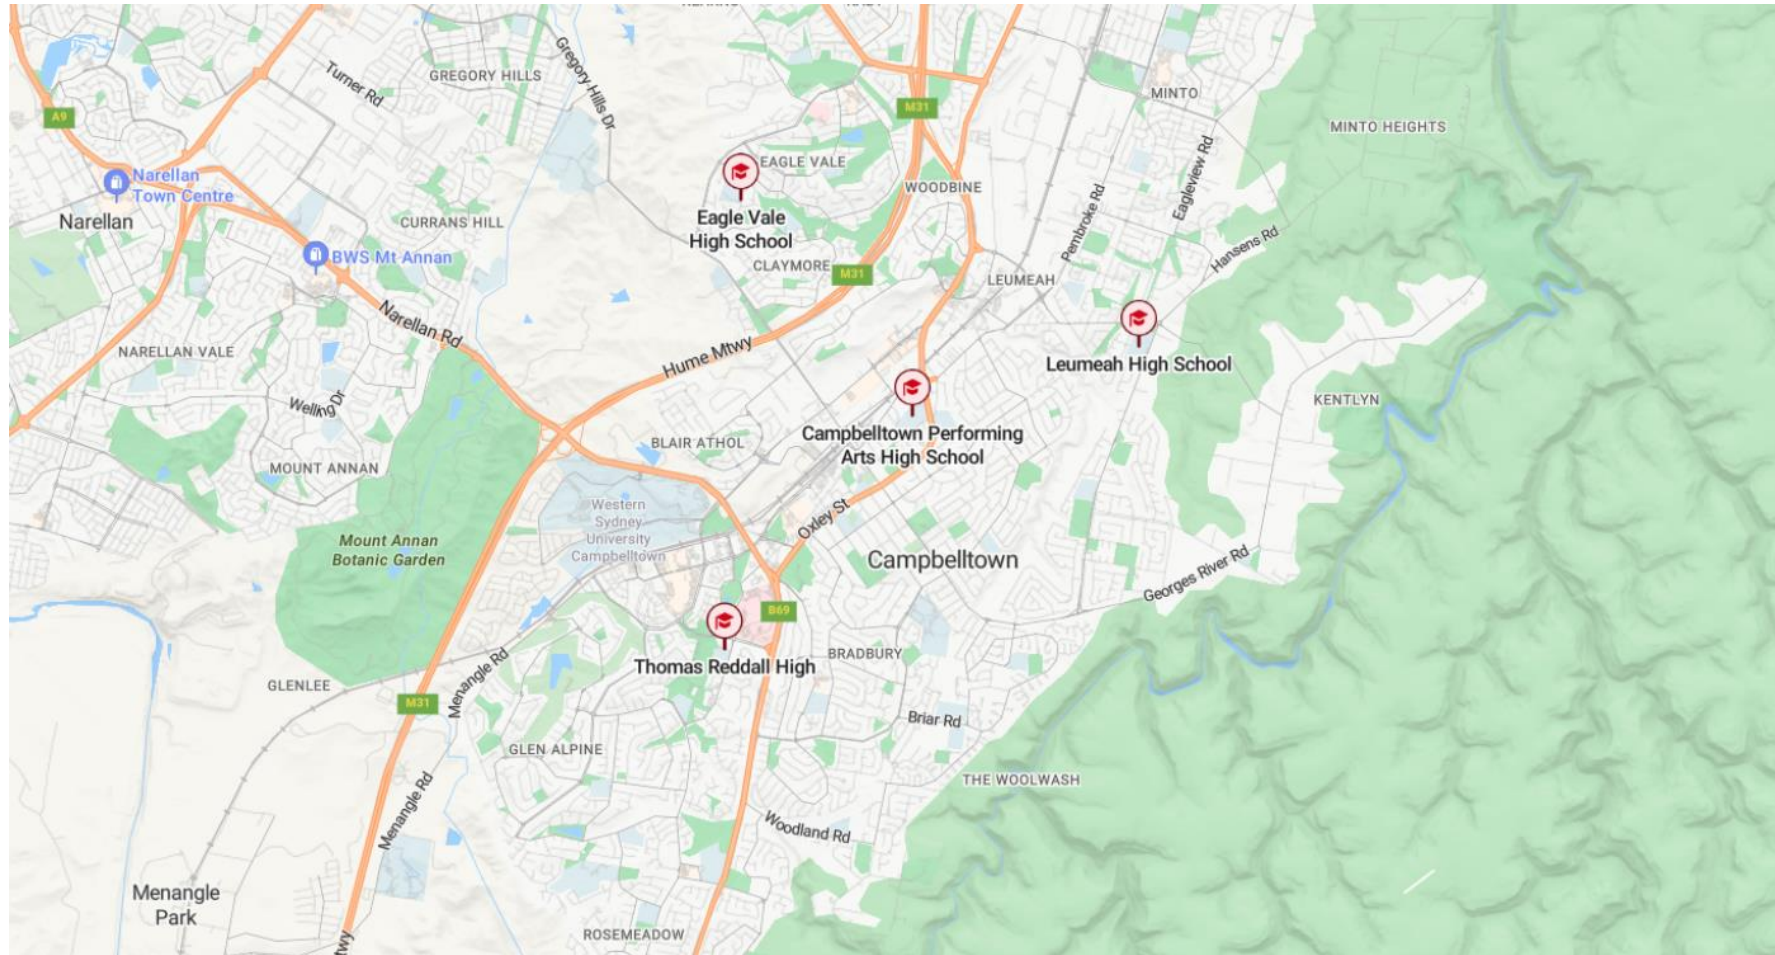 Gregory Hills Dr
GREGORY HILLS
Turner Rd
MINTO
M31
A9
MINTO HEIGHTS
EAGLE VALE
Eagleview Rd
Narellan
Town Centre
WOODBINE
Pembroke Rd
Narellan
CURRANS HILL
Eagle Vale
High School
Hansens Rd
BWS Mt Annan
CLAYMORE
M31
LEUMEAH
Narellan Rd
NARELLAN VALE
Hume Mtwy
Leumeah High School
Welling Dr
KENTLYN
BLAIR ATHOL
Campbelltown Performing
Arts High School
MOUNT ANNAN
Western
Sydney
University
Campbelltown
Oxley St
Mount Annan
Botanic Garden
Campbelltown
Georges River Rd
B69
BRADBURY
Thomas Reddall High
GLENLEE
Menangle Rd
M31
Briar Rd
GLEN ALPINE
THE WOOLWASH
Menangle Rd
Woodland Rd
Menangle
Park
ROSEMEADOW
twy